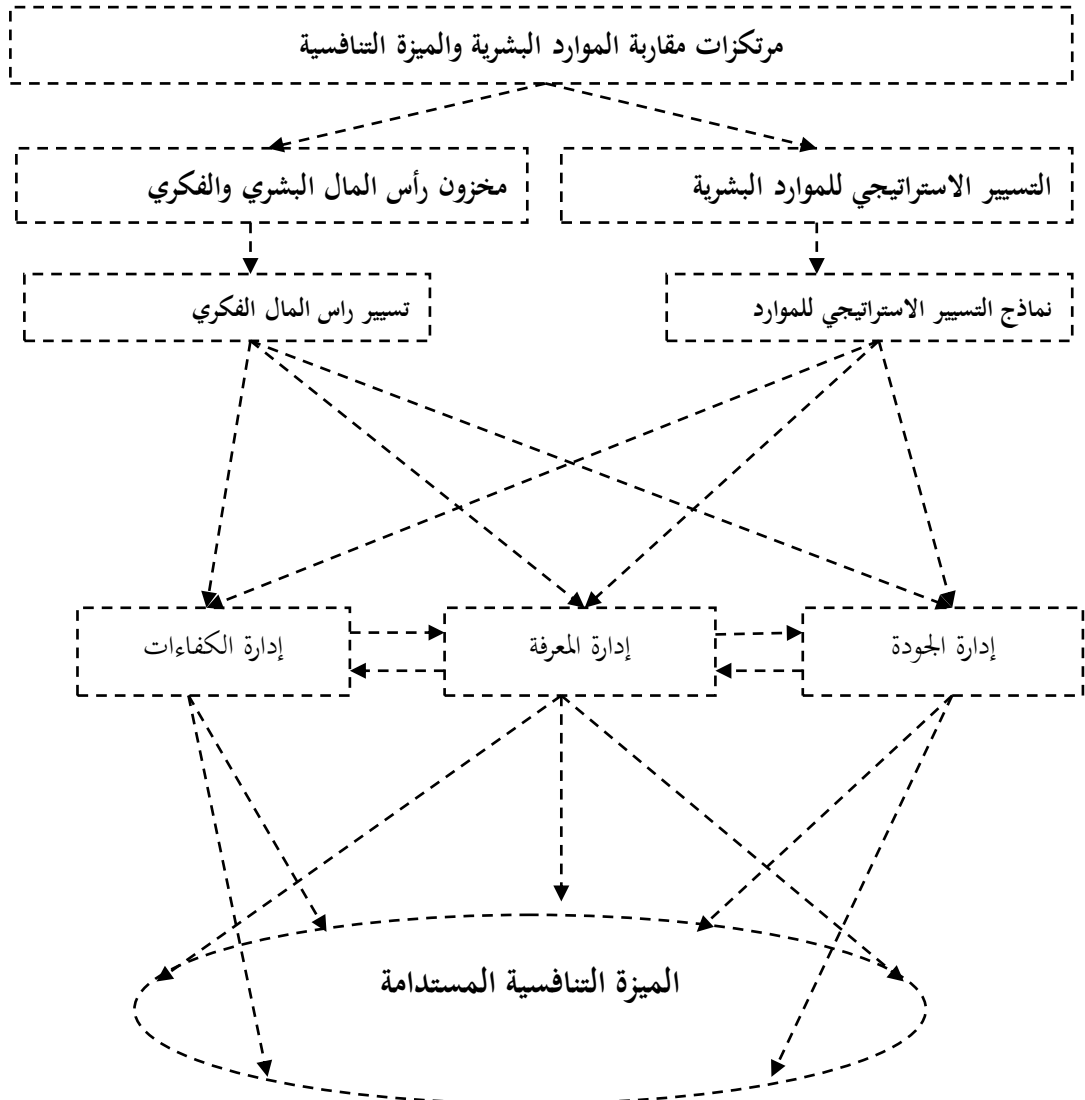 مرتكزات مقاربة الموارد البشرية والميزة التنافسية
التسيير الاستراتيجي للموارد البشرية
مخزون رأس المال البشري والفكري
نماذج التسيير الاستراتيجي للموارد
تسيير راس المال الفكري
إدارة الجودة
إدارة المعرفة
إدارة الكفاءات
الميزة التنافسية المستدامة